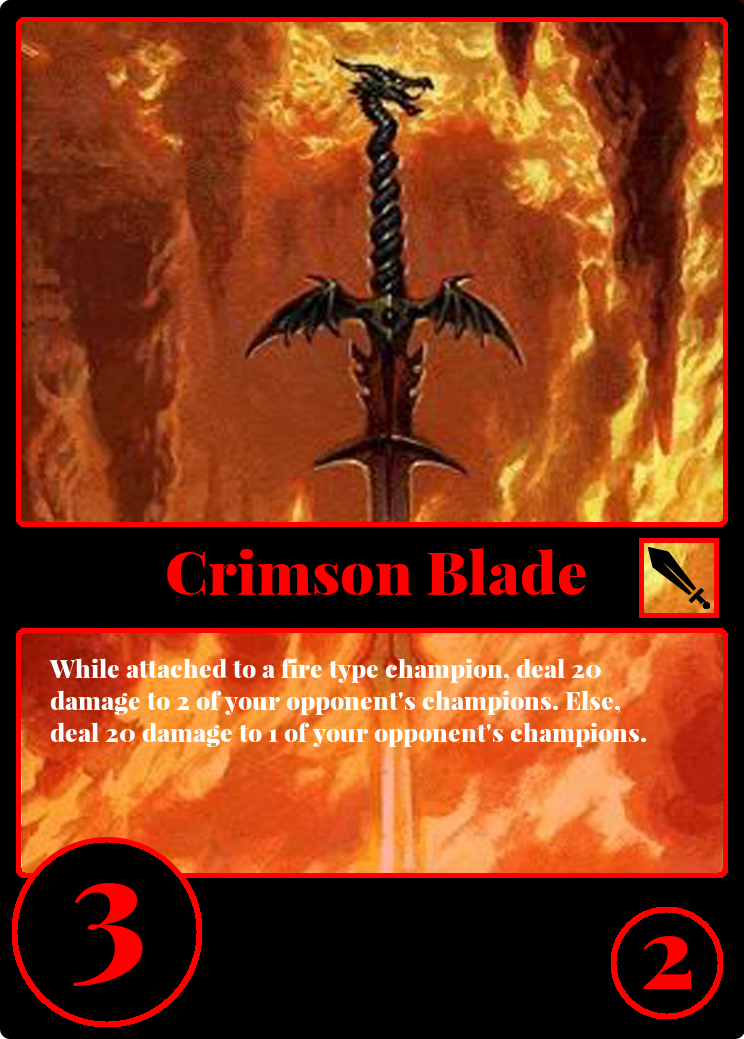 Crimson Blade
While attached to a fire type champion, deal 20
damage to 2 of your opponent's champions. Else,
deal 20 damage to 1 of your opponent's champions.
3
2